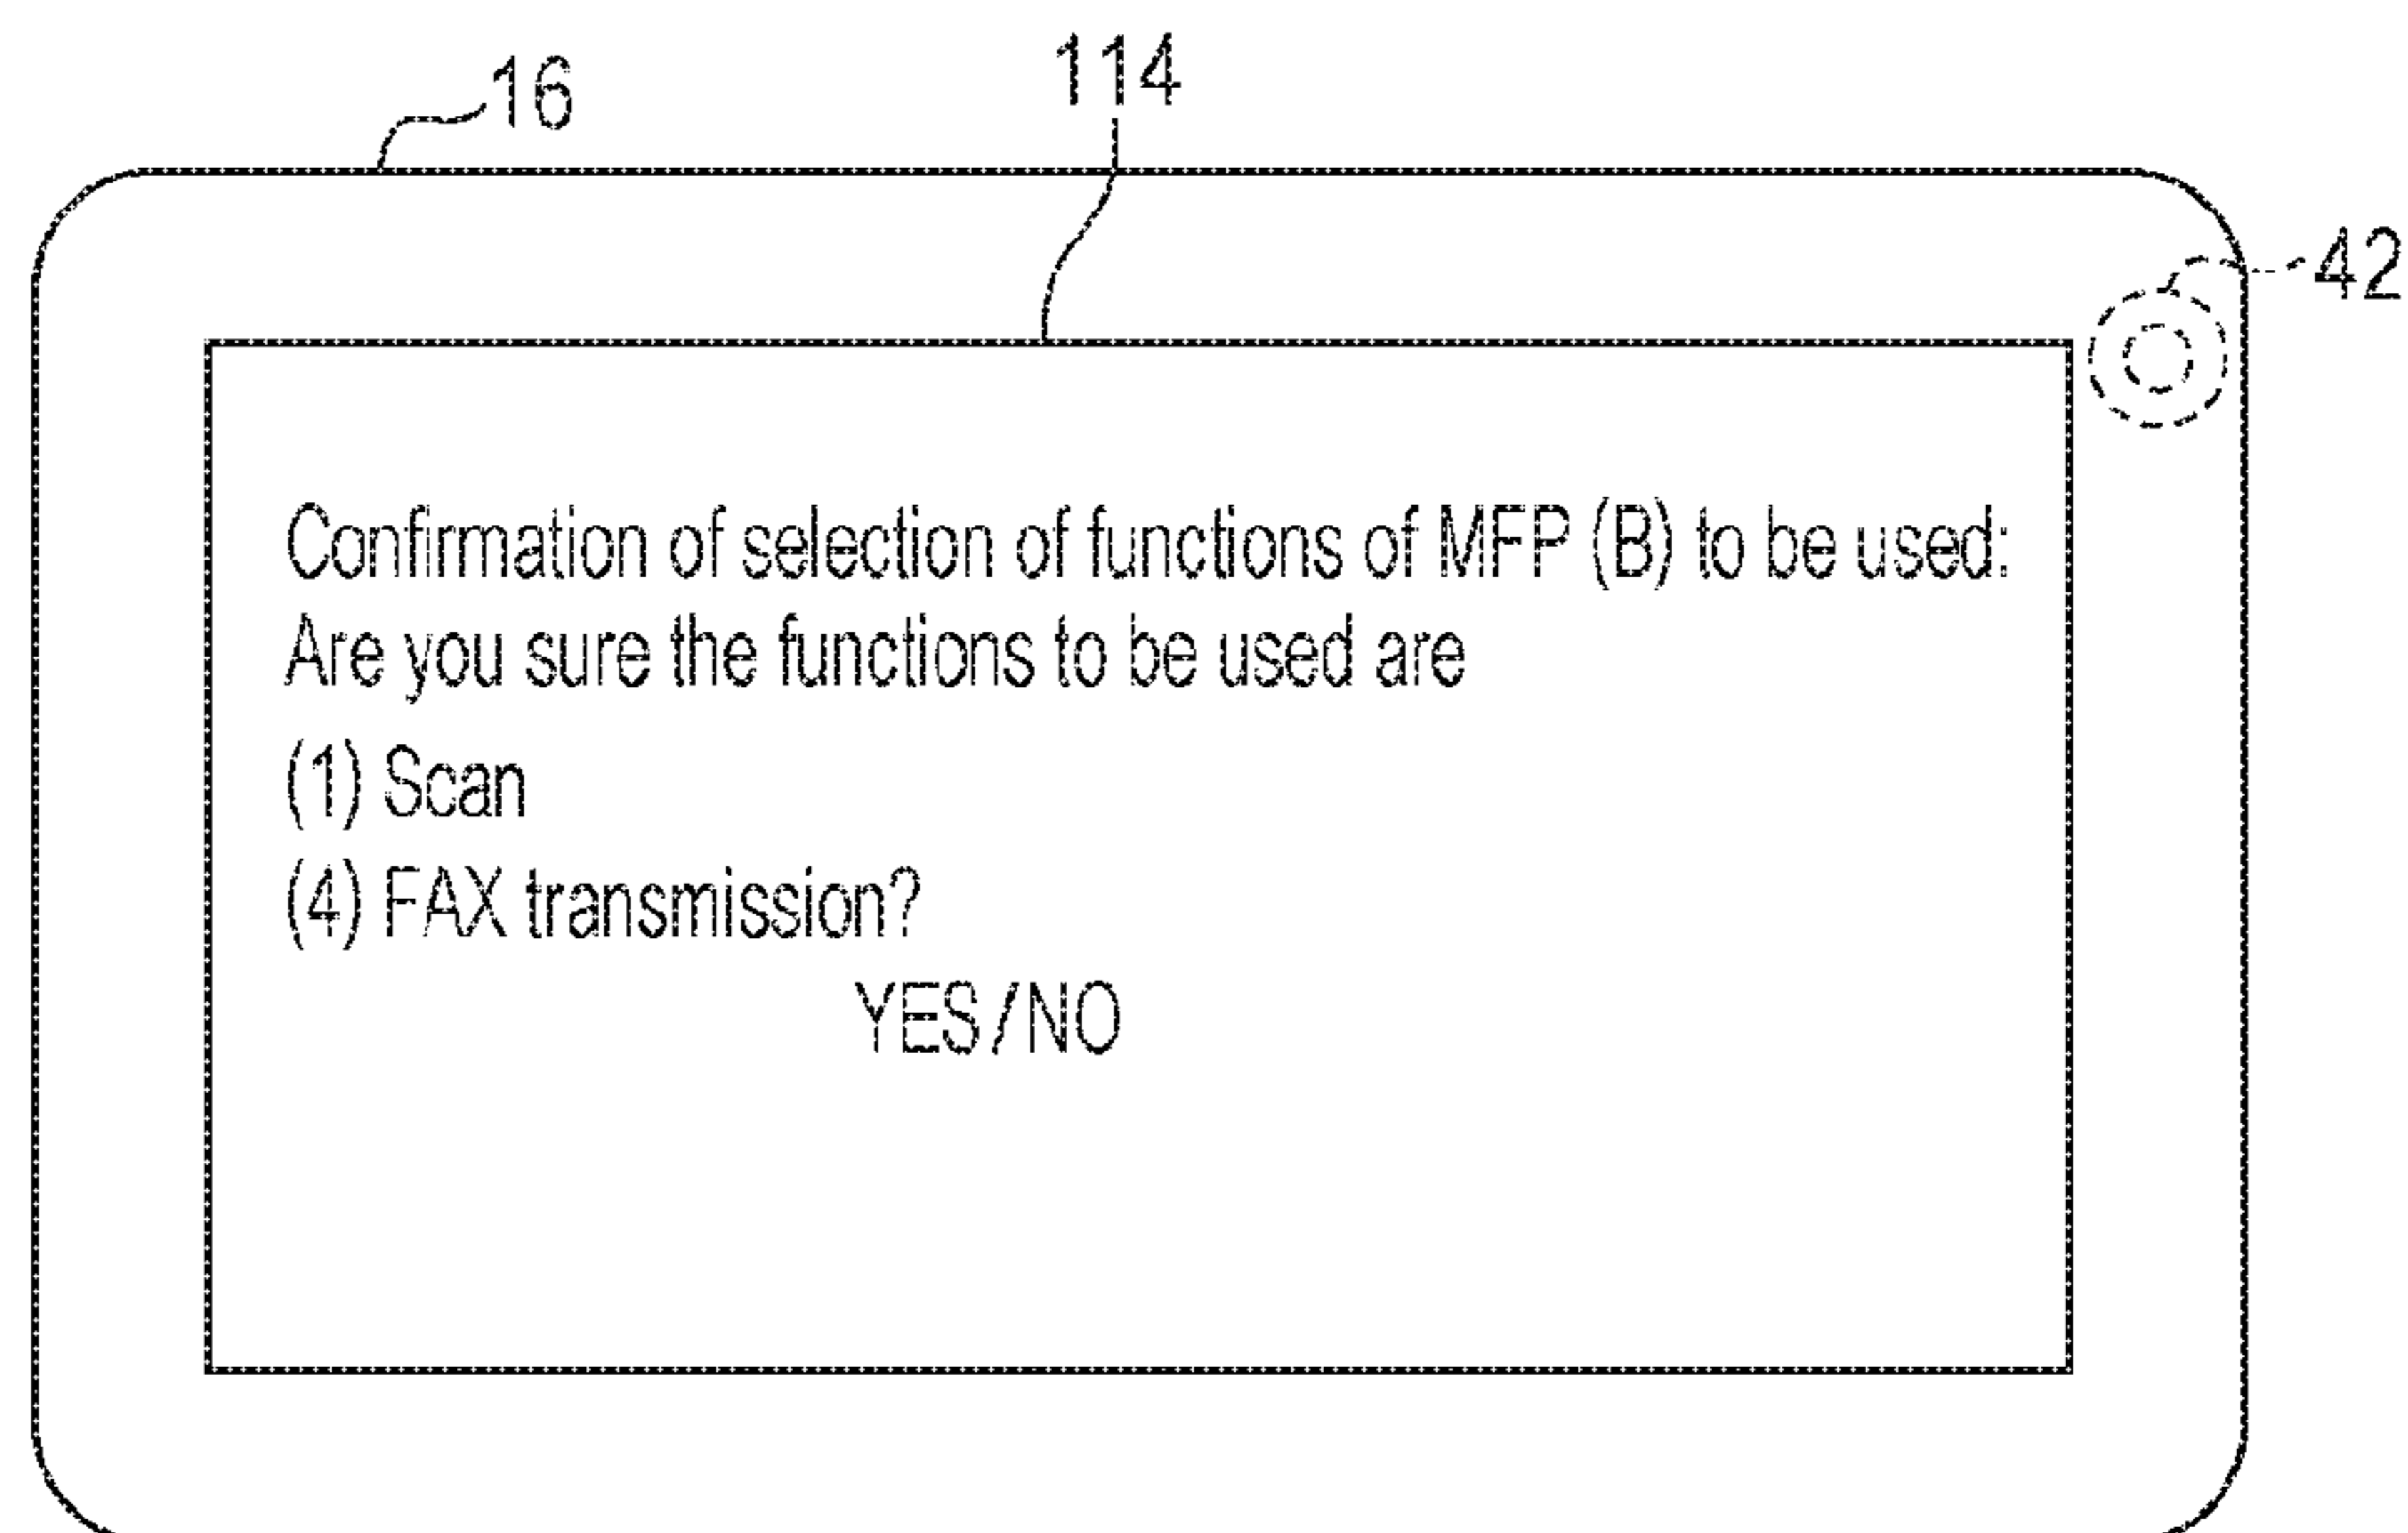 16
114
42
Confirmation of selection of functions of MFP (B) to be used:
Are you sure the functions to be used are
(1) Scan
(4) FAX transmission?
YES/NO